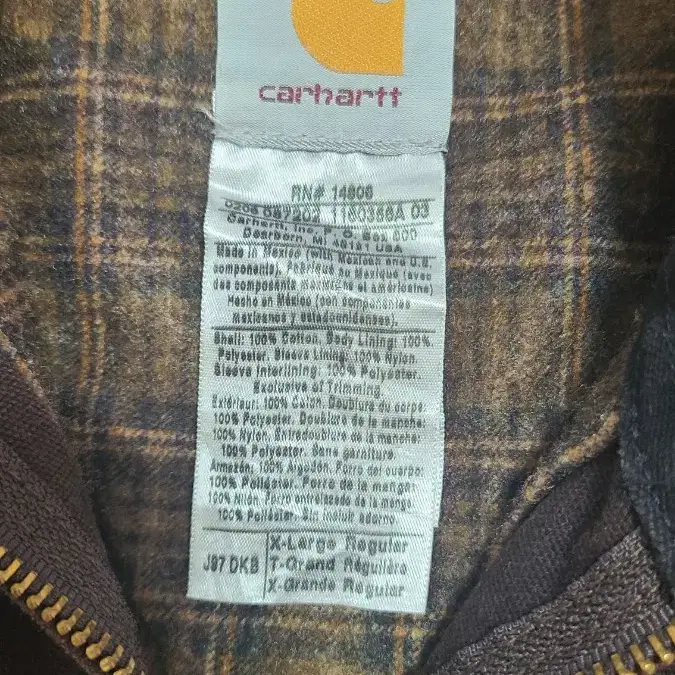 carhartt
RN# 14806
0206 087202 1160368A 03
Carhartt, Inc. P. O. Box 600
Dearborn, MI 48121 USA
Made in Mexico (with Mexican and U.S.
components). Fabriqué au Mexique (avec
des composants mexicains et américains)
Hecho en México (con componentes
mexicanos y estadounidenses).
Shell: 100% Cotton. Body Lining: 100%
Polyester. Sleeve Lining: 100% Nylon.
Sleeve Interlining: 100% Polyester.
Exclusive of Trimming.
Extérieur: 100% Coton. Doublure du corps:
100% Polyester. Doublure de la manche:
100% Nylon. Entredoublure de la manche:
100% Polyester. Sans garniture.
Armazón: 100% Algodón. Forro del cuerpo:
100% Poliéster. Forro de la manga:
100% Nilón. Forro entrelazado de la manga:
100% Poliéster. Sin incluir adorno.
J97 DKB
X-Large Regular
T-Grand Régulière
X-Grande Regular